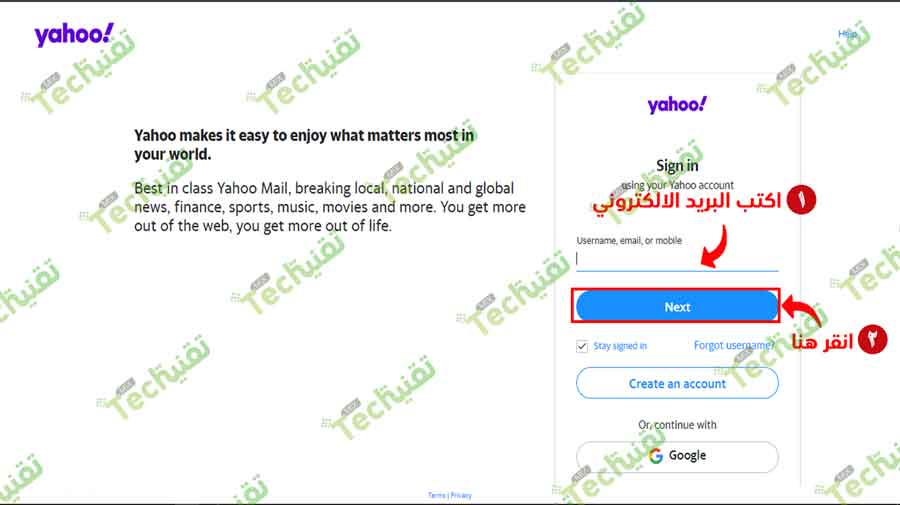 yahoo!
Help
Yahoo makes it easy to enjoy what matters most in
your world.
Best in class Yahoo Mail, breaking local, national and global
news, finance, sports, music, movies and more. You get more
out of the web, you get more out of life.
yahoo!
Sign in
using your Yahoo account
١ اكتب البريد الالكتروني
Username, email, or mobile
Next
٢ انقر هنا
Stay signed in
Forgot username?
Create an account
Or, continue with
Google
Terms | Privacy
MIX
Techتقنية